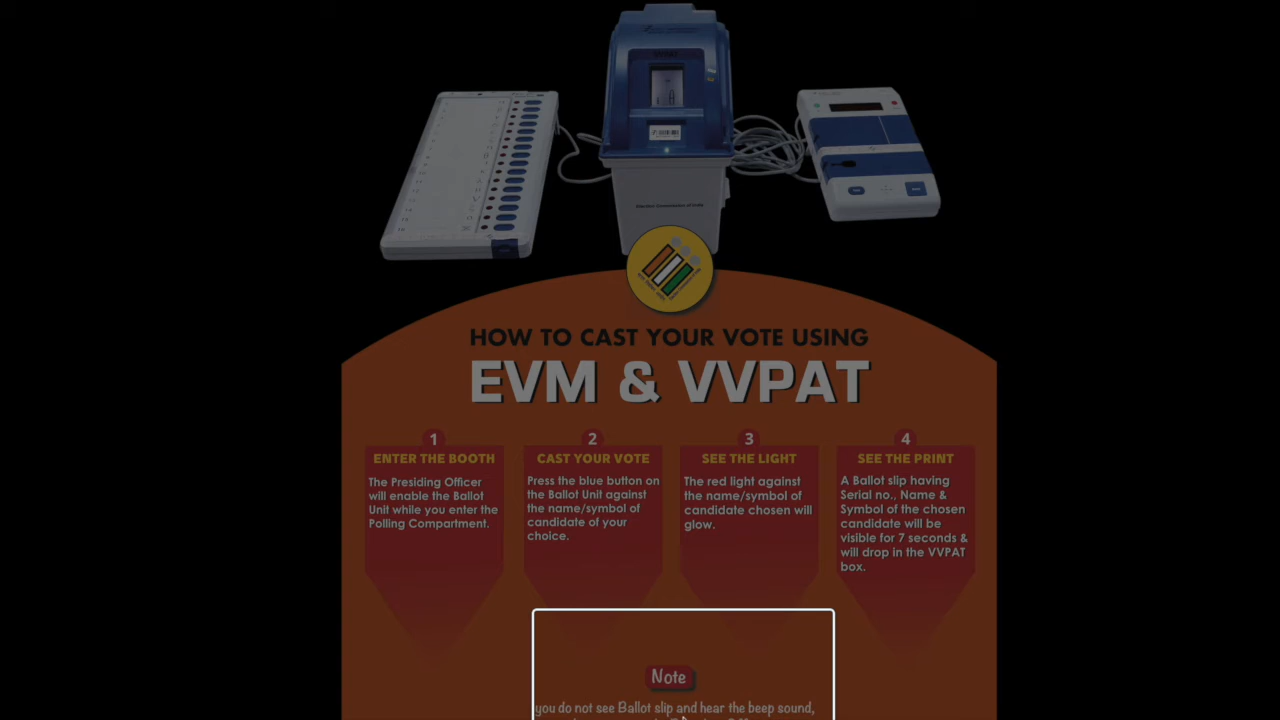 VVPAT
Election Commission of India
HOW TO CAST YOUR VOTE USING
EVM & VVPAT
1
ENTER THE BOOTH
The Presiding Officer
will enable the Ballot
Unit while you enter the
Polling Compartment.
2
CAST YOUR VOTE
Press the blue button on
the Ballot Unit against
the name/symbol of
candidate of your
choice.
3
SEE THE LIGHT
The red light against
the name/symbol of
candidate chosen will
glow.
4
SEE THE PRINT
A Ballot slip having
Serial no., Name &
Symbol of the chosen
candidate will be
visible for 7 seconds &
will drop in the VVPAT
box.
Note
you do not see Ballot slip and hear the beep sound,